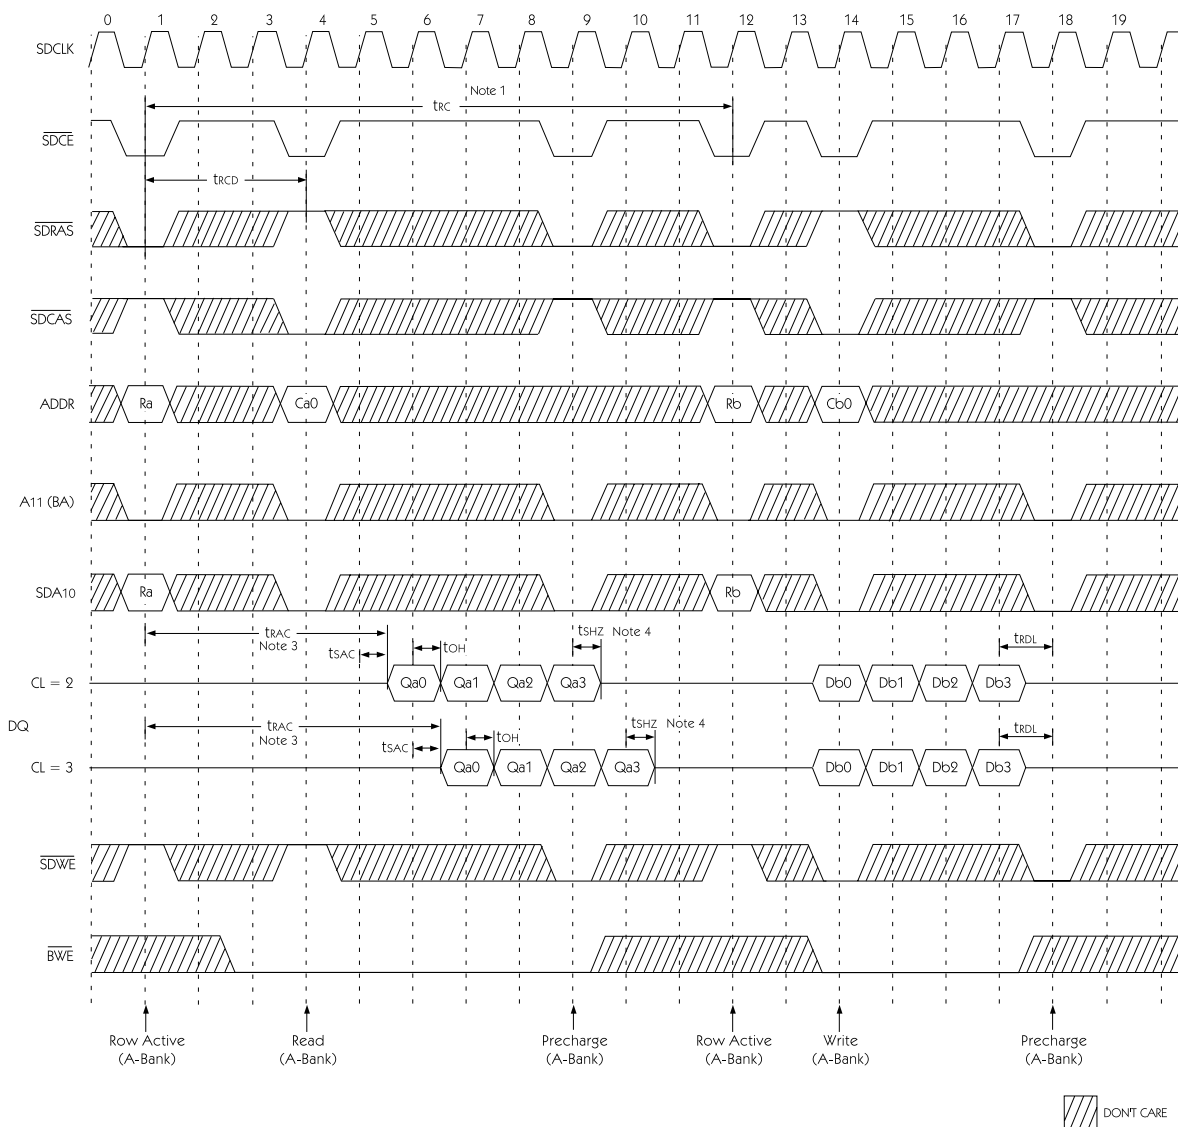 0 1 2 3 4 5 6 7 8 9 10 11 12 13 14 15 16 17 18 19
SDCLK
Note 1
tRC
SDCE
tRCD
SDRAS
SDCAS
ADDR Ra Ca0 Rb Cb0
A11 (BA)
SDA10 Ra Rb
tRAC tSHZ Note 4 tRDL
Note 3 tSAC tOH
CL = 2 Qa0 Qa1 Qa2 Qa3 Db0 Db1 Db2 Db3
DQ
tRAC tSHZ Note 4 tRDL
Note 3 tSAC tOH
CL = 3 Qa0 Qa1 Qa2 Qa3 Db0 Db1 Db2 Db3
SDWE
BWE
Row Active Read Precharge Row Active Write Precharge
(A-Bank) (A-Bank) (A-Bank) (A-Bank) (A-Bank) (A-Bank)
DON'T CARE